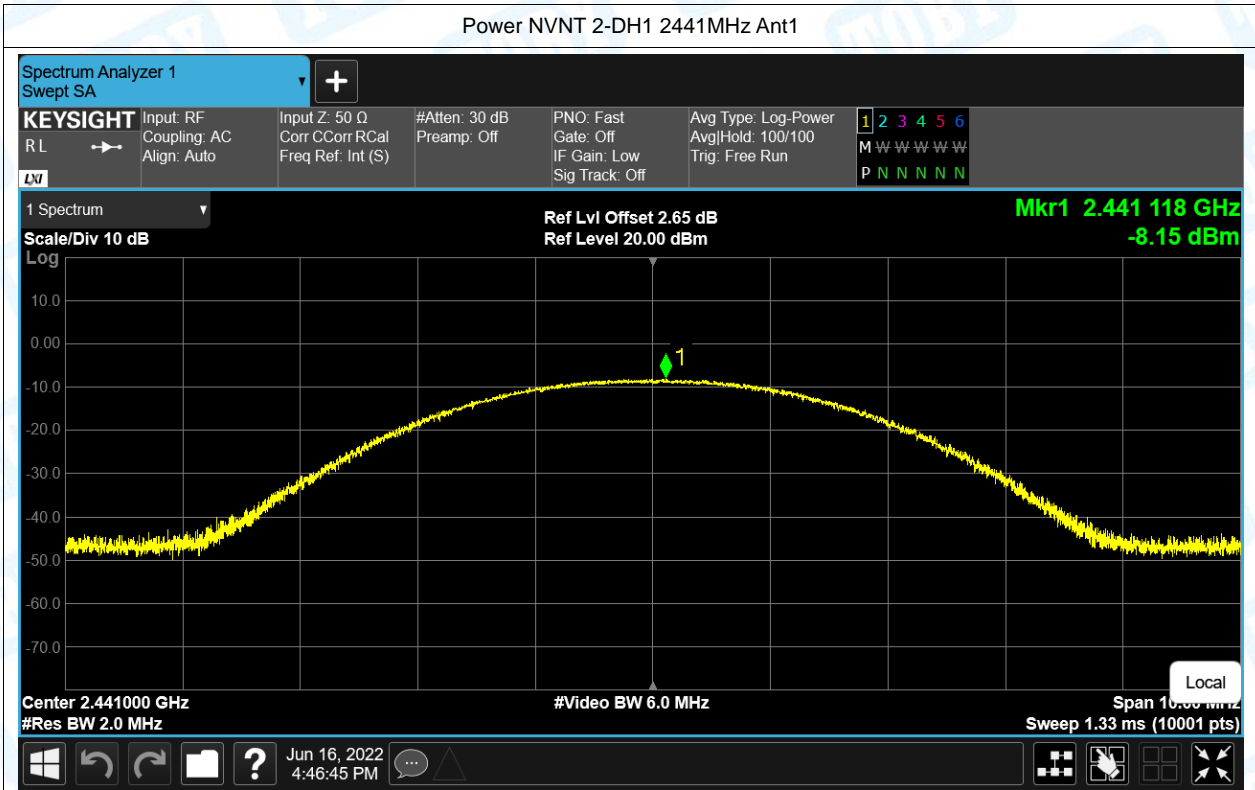 Power NVNT 2-DH1 2441MHz Ant1
Spectrum Analyzer 1
Swept SA
KEYSIGHT
R L
LXI
Input: RF
Coupling: AC
Align: Auto
Input Z: 50 Ω
Corr CCorr RCal
Freq Ref: Int (S)
#Atten: 30 dB
Preamp: Off
PNO: Fast
Gate: Off
IF Gain: Low
Sig Track: Off
Avg Type: Log-Power
Avg|Hold: 100/100
Trig: Free Run
1 2 3 4 5 6
M W W W W W W
P N N N N N
1 Spectrum
Scale/Div 10 dB
Ref Lvl Offset 2.65 dB
Ref Level 20.00 dBm
Mkr1 2.441 118 GHz
-8.15 dBm
Log
10.0
0.00
-10.0
-20.0
-30.0
-40.0
-50.0
-60.0
-70.0
1
Center 2.441000 GHz
#Res BW 2.0 MHz
#Video BW 6.0 MHz
Local
Span 10.00 MHz
Sweep 1.33 ms (10001 pts)
?
Jun 16, 2022
4:46:45 PM